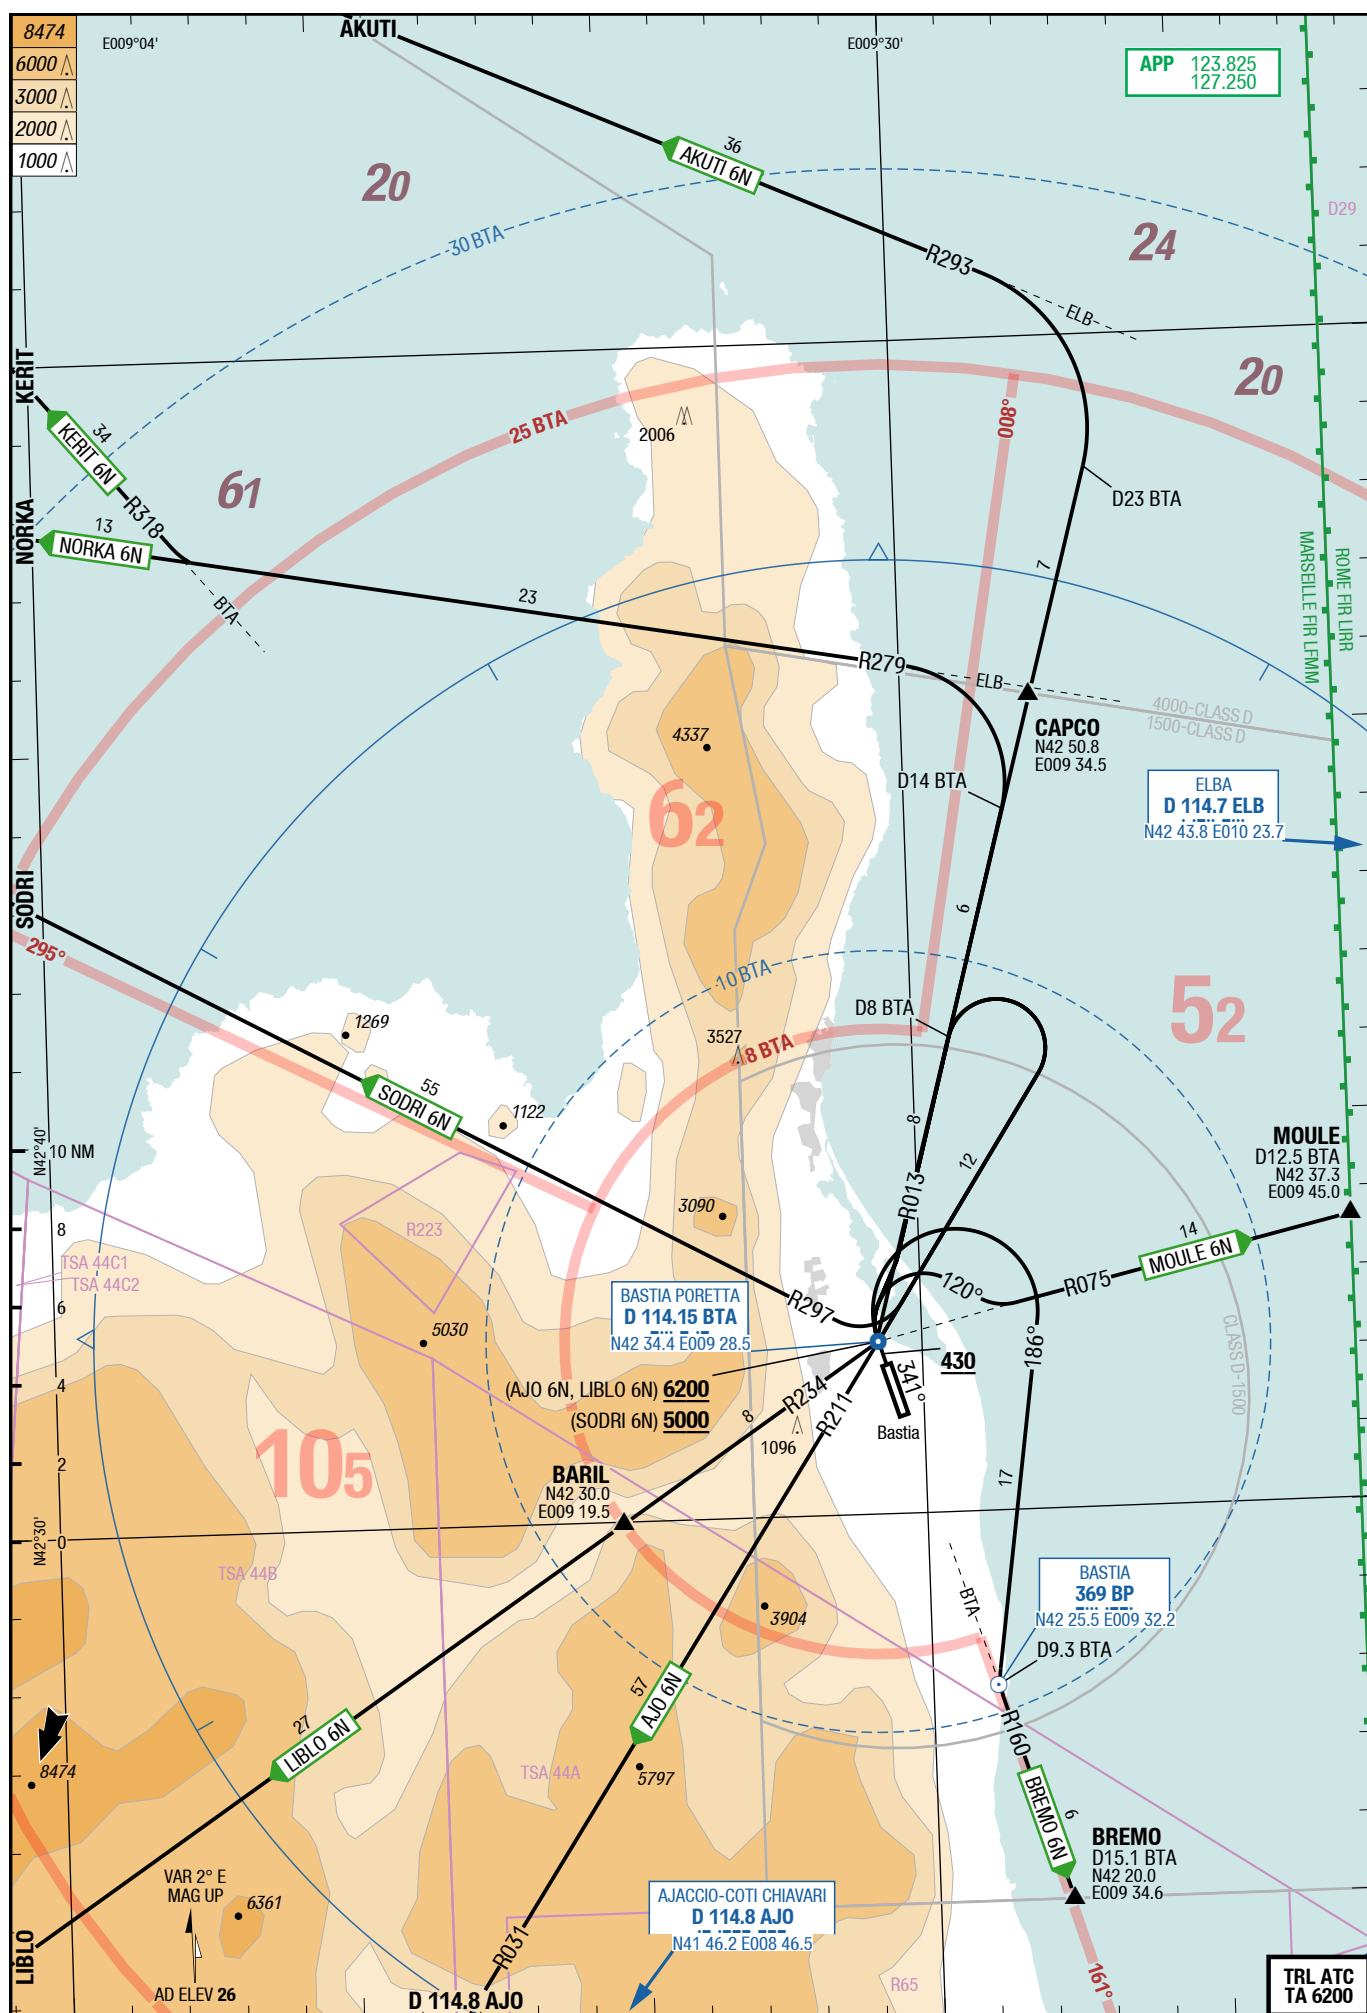 8474
6000
3000
2000
1000
E009°04'
AKUTI
E009°30'
APP 123.825
127.250
20
36
AKUTI 6N
30 BTA
R293
24
D29
ELB
KERIT
34
KERIT 6N
R318
25 BTA
2006
008°
20
61
D23 BTA
NORKA
13
NORKA 6N
BTA
23
7
MARSEILLE FIR LFMM
ROME FIR LIRR
R279
ELB
4000-CLASS D
1500-CLASS D
CAPCO
N42 50.8
E009 34.5
4337
62
D14 BTA
ELBA
D 114.7 ELB
N42 43.8 E010 23.7
SODRI
295°
6
10 BTA
D8 BTA
52
1269
3527
8 BTA
55
SODRI 6N
1122
8
12
N42°40'
10 NM
MOULE
D12.5 BTA
N42 37.3
E009 45.0
3090
R013
R223
8
14
MOULE 6N
TSA 44C1
TSA 44C2
R075
120°
6
BASTIA PORETTA
D 114.15 BTA
N42 34.4 E009 28.5
R297
186°
CLASS D-1500
5030
430
341°
4
(AJO 6N, LIBLO 6N) 6200
(SODRI 6N) 5000
R234
8
R211
1096
Bastia
105
2
BARIL
N42 30.0
E009 19.5
17
N42°30'
0
TSA 44B
BTA
BASTIA
369 BP
N42 25.5 E009 32.2
3904
D9.3 BTA
57
AJO 6N
27
LIBLO 6N
R160
8474
TSA 44A
5797
6
BREMO 6N
BREMO
D15.1 BTA
N42 20.0
E009 34.6
VAR 2° E
MAG UP
6361
AJACCIO-COTI CHIAVARI
D 114.8 AJO
N41 46.2 E008 46.5
LIBLO
R031
R65
161°
AD ELEV 26
D 114.8 AJO
TRL ATC
TA 6200